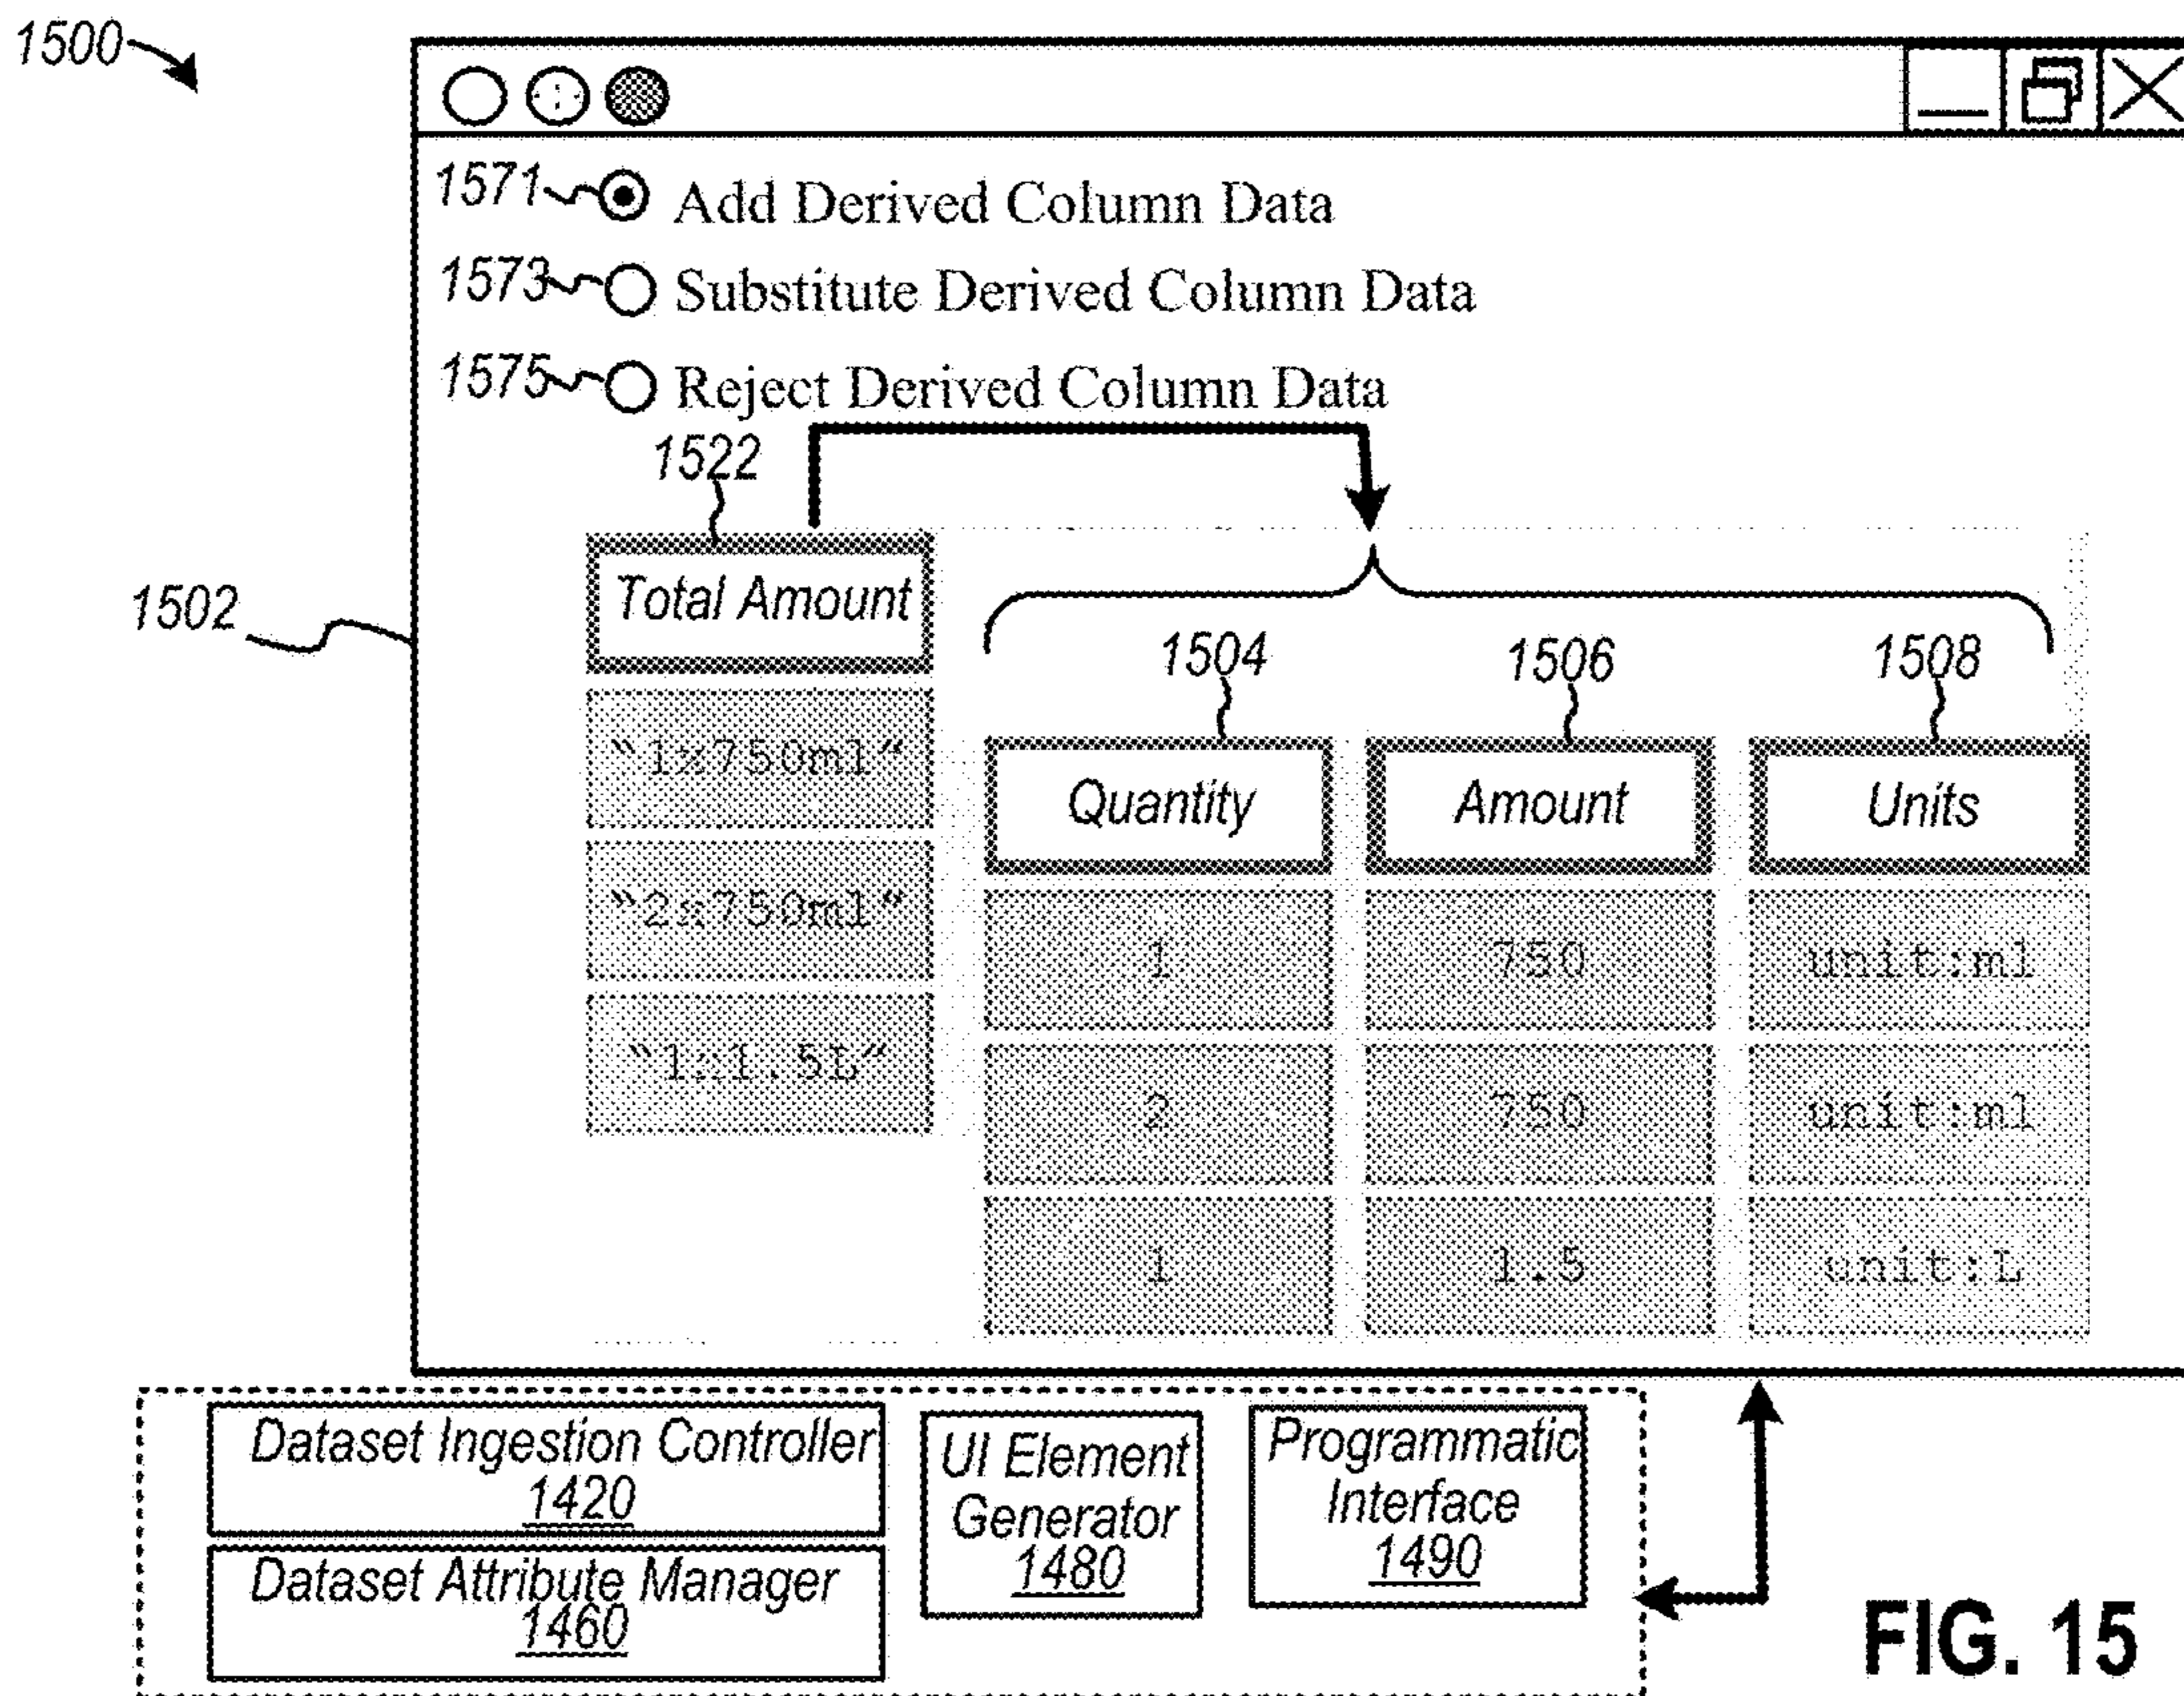 1500
1571 Add Derived Column Data
1573 Substitute Derived Column Data
1575 Reject Derived Column Data
1522
1502
Total Amount
"1x750ml"
"2x750ml"
"1x1.5L"
1504 1506 1508
Quantity Amount Units
1 750 unit:ml
2 750 unit:ml
1 1.5 unit:L
Dataset Ingestion Controller
1420
Dataset Attribute Manager
1460
UI Element
Generator
1480
Programmatic
Interface
1490
FIG. 15